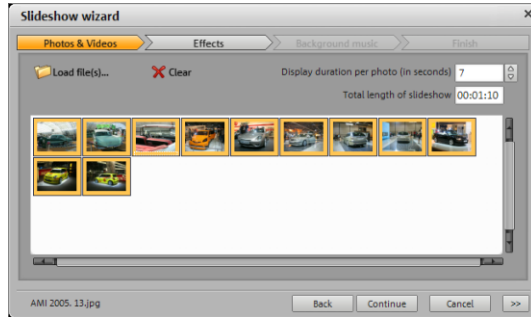 Slideshow wizard
Photos & Videos
Effects
Background music
Finish
Load file(s)...
Clear
Display duration per photo (in seconds) 7
Total length of slideshow 00:01:10
AMI 2005. 13.jpg
Back
Continue
Cancel
>>